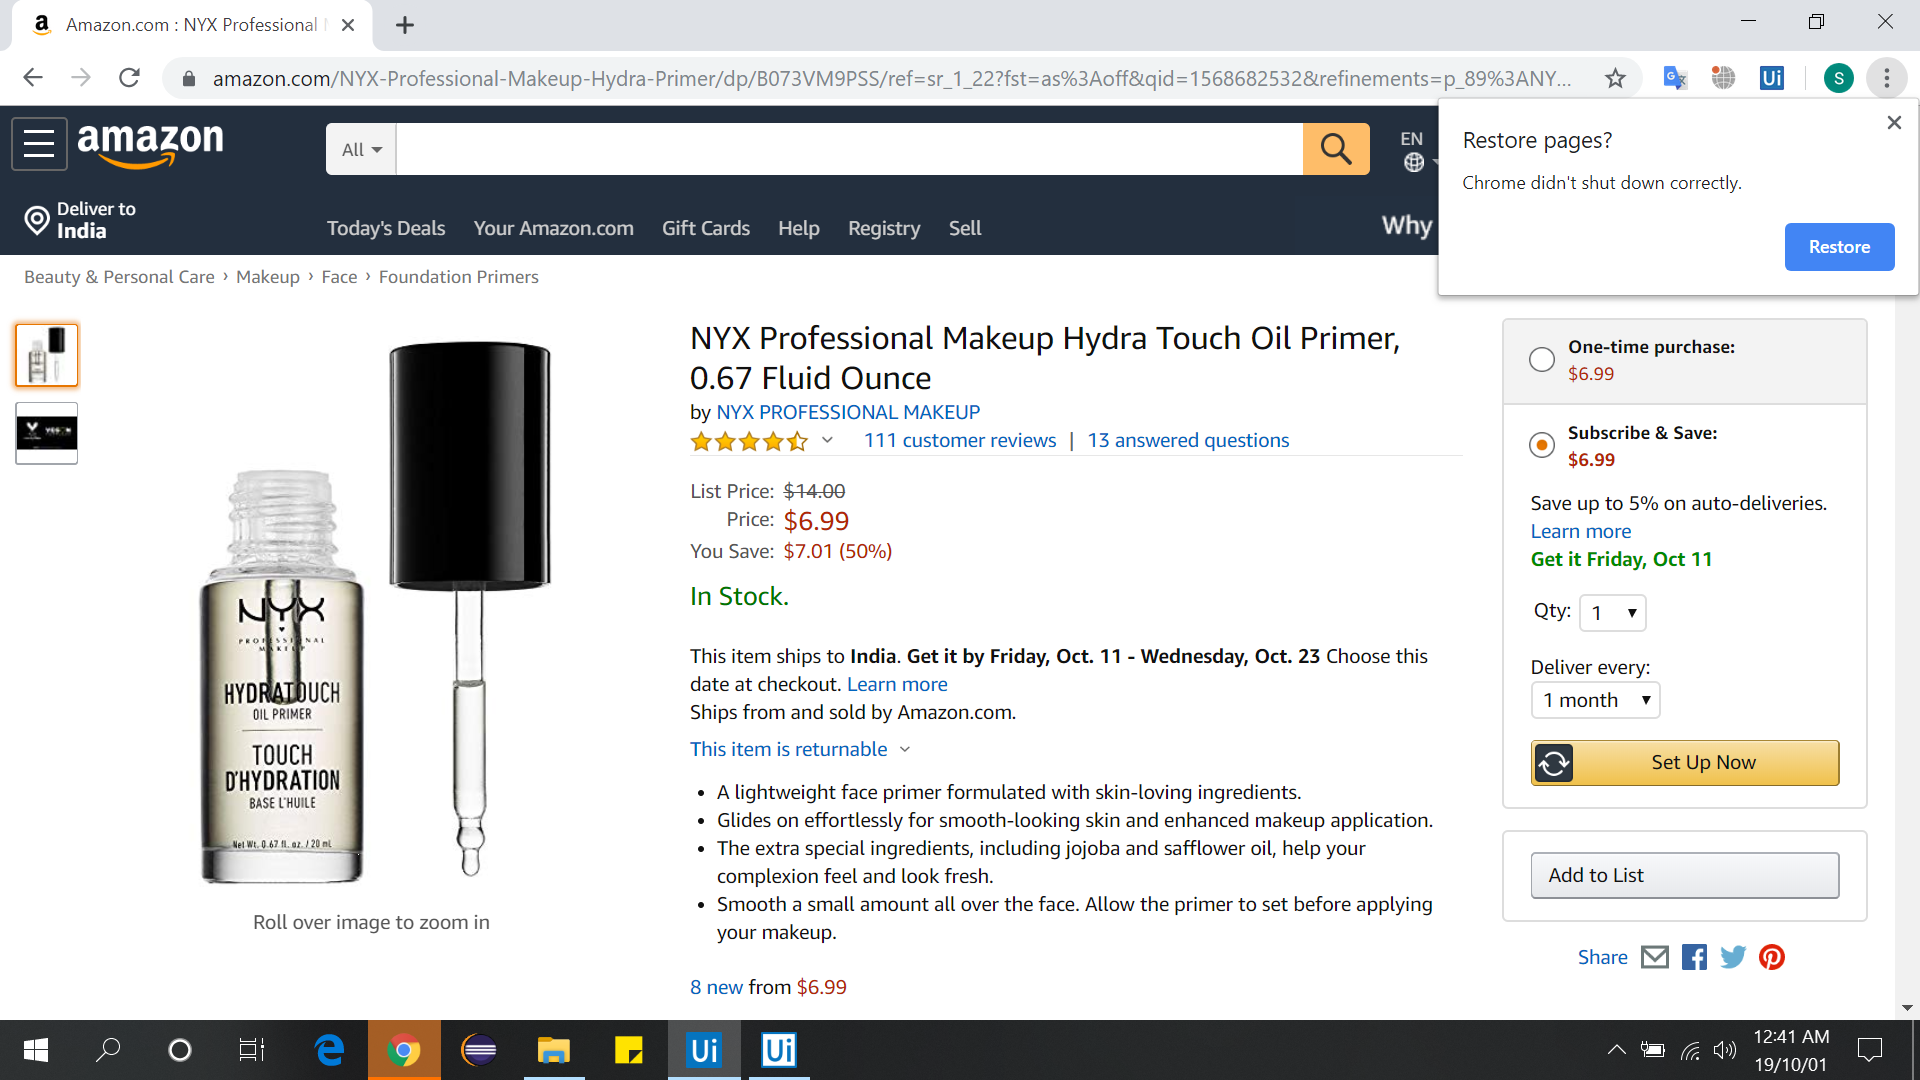 Amazon.com : NYX Professional
amazon.com/NYX-Professional-Makeup-Hydra-Primer/dp/B073VM9PSS/ref=sr_1_22?fst=as%3Aoff&qid=1568682532&refinements=p_89%3ANY...
Ui
S
Restore pages?
Chrome didn't shut down correctly.
Restore
amazon
All
EN
Deliver to
India
Today's Deals
Your Amazon.com
Gift Cards
Help
Registry
Sell
Why
Beauty & Personal Care › Makeup › Face › Foundation Primers
NYX
PROFESSIONAL
MAKEUP
HYDRATOUCH
OIL PRIMER
TOUCH
D'HYDRATION
BASE L'HUILE
Net Wt. 0.67 fl. oz. / 20 mL
Roll over image to zoom in
NYX Professional Makeup Hydra Touch Oil Primer,
0.67 Fluid Ounce
by NYX PROFESSIONAL MAKEUP
111 customer reviews | 13 answered questions
List Price: $14.00
Price: $6.99
You Save: $7.01 (50%)
In Stock.
This item ships to India. Get it by Friday, Oct. 11 - Wednesday, Oct. 23 Choose this
date at checkout. Learn more
Ships from and sold by Amazon.com.
This item is returnable
• A lightweight face primer formulated with skin-loving ingredients.
• Glides on effortlessly for smooth-looking skin and enhanced makeup application.
• The extra special ingredients, including jojoba and safflower oil, help your
complexion feel and look fresh.
• Smooth a small amount all over the face. Allow the primer to set before applying
your makeup.
8 new from $6.99
One-time purchase:
$6.99
Subscribe & Save:
$6.99
Save up to 5% on auto-deliveries.
Learn more
Get it Friday, Oct 11
Qty: 1
Deliver every:
1 month
Set Up Now
Add to List
Share
Ui
Ui
12:41 AM
19/10/01